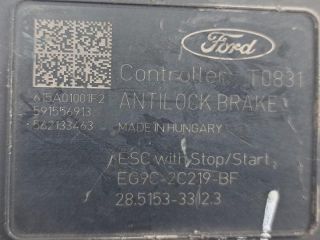 Ford
Controller T0831
615A01001F2
ANTILOCK BRAKE
591556913
562133463
MADE IN HUNGARY
ESC with Stop/Start
EG9C-2C219-BF
28.5153-3312.3